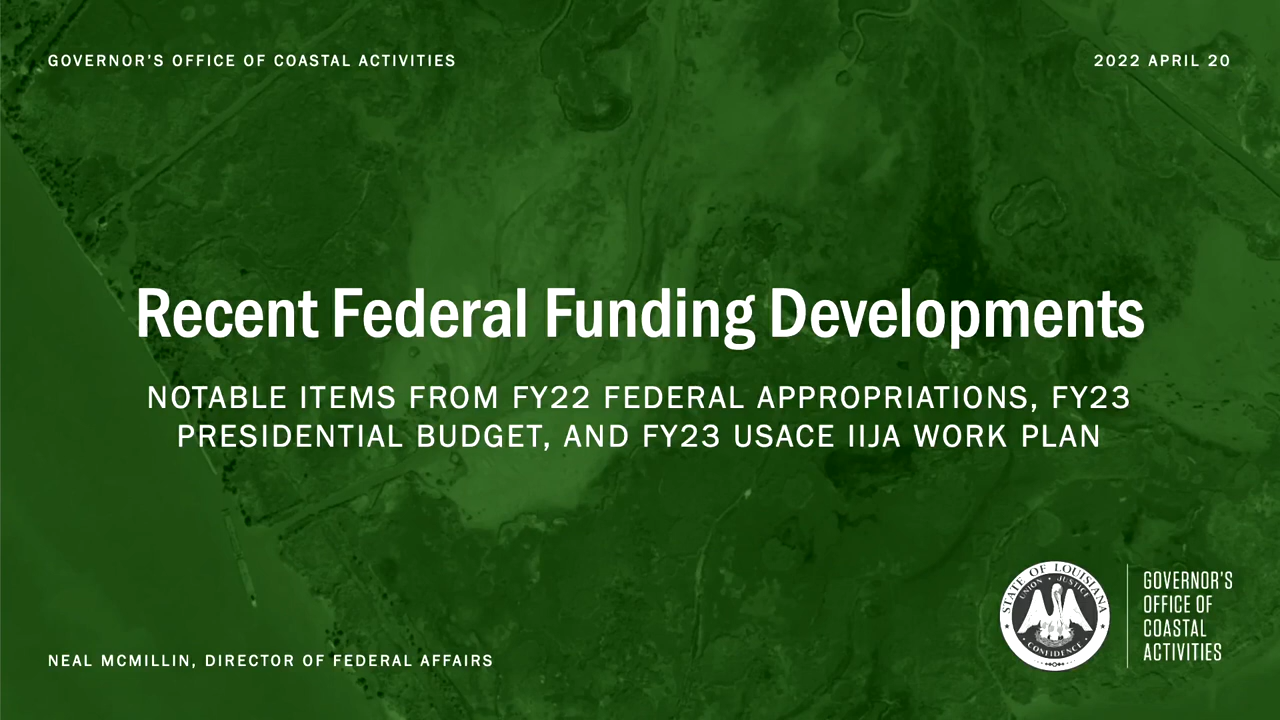 GOVERNOR'S OFFICE OF COASTAL ACTIVITIES
2022 APRIL 20
Recent Federal Funding Developments
NOTABLE ITEMS FROM FY22 FEDERAL APPROPRIATIONS, FY23
PRESIDENTIAL BUDGET, AND FY23 USACE IIJA WORK PLAN
NEAL MCMILLIN, DIRECTOR OF FEDERAL AFFAIRS
STATE OF LOUISIANA
UNION • JUSTICE
CONFIDENCE
GOVERNOR'S
OFFICE OF
COASTAL
ACTIVITIES